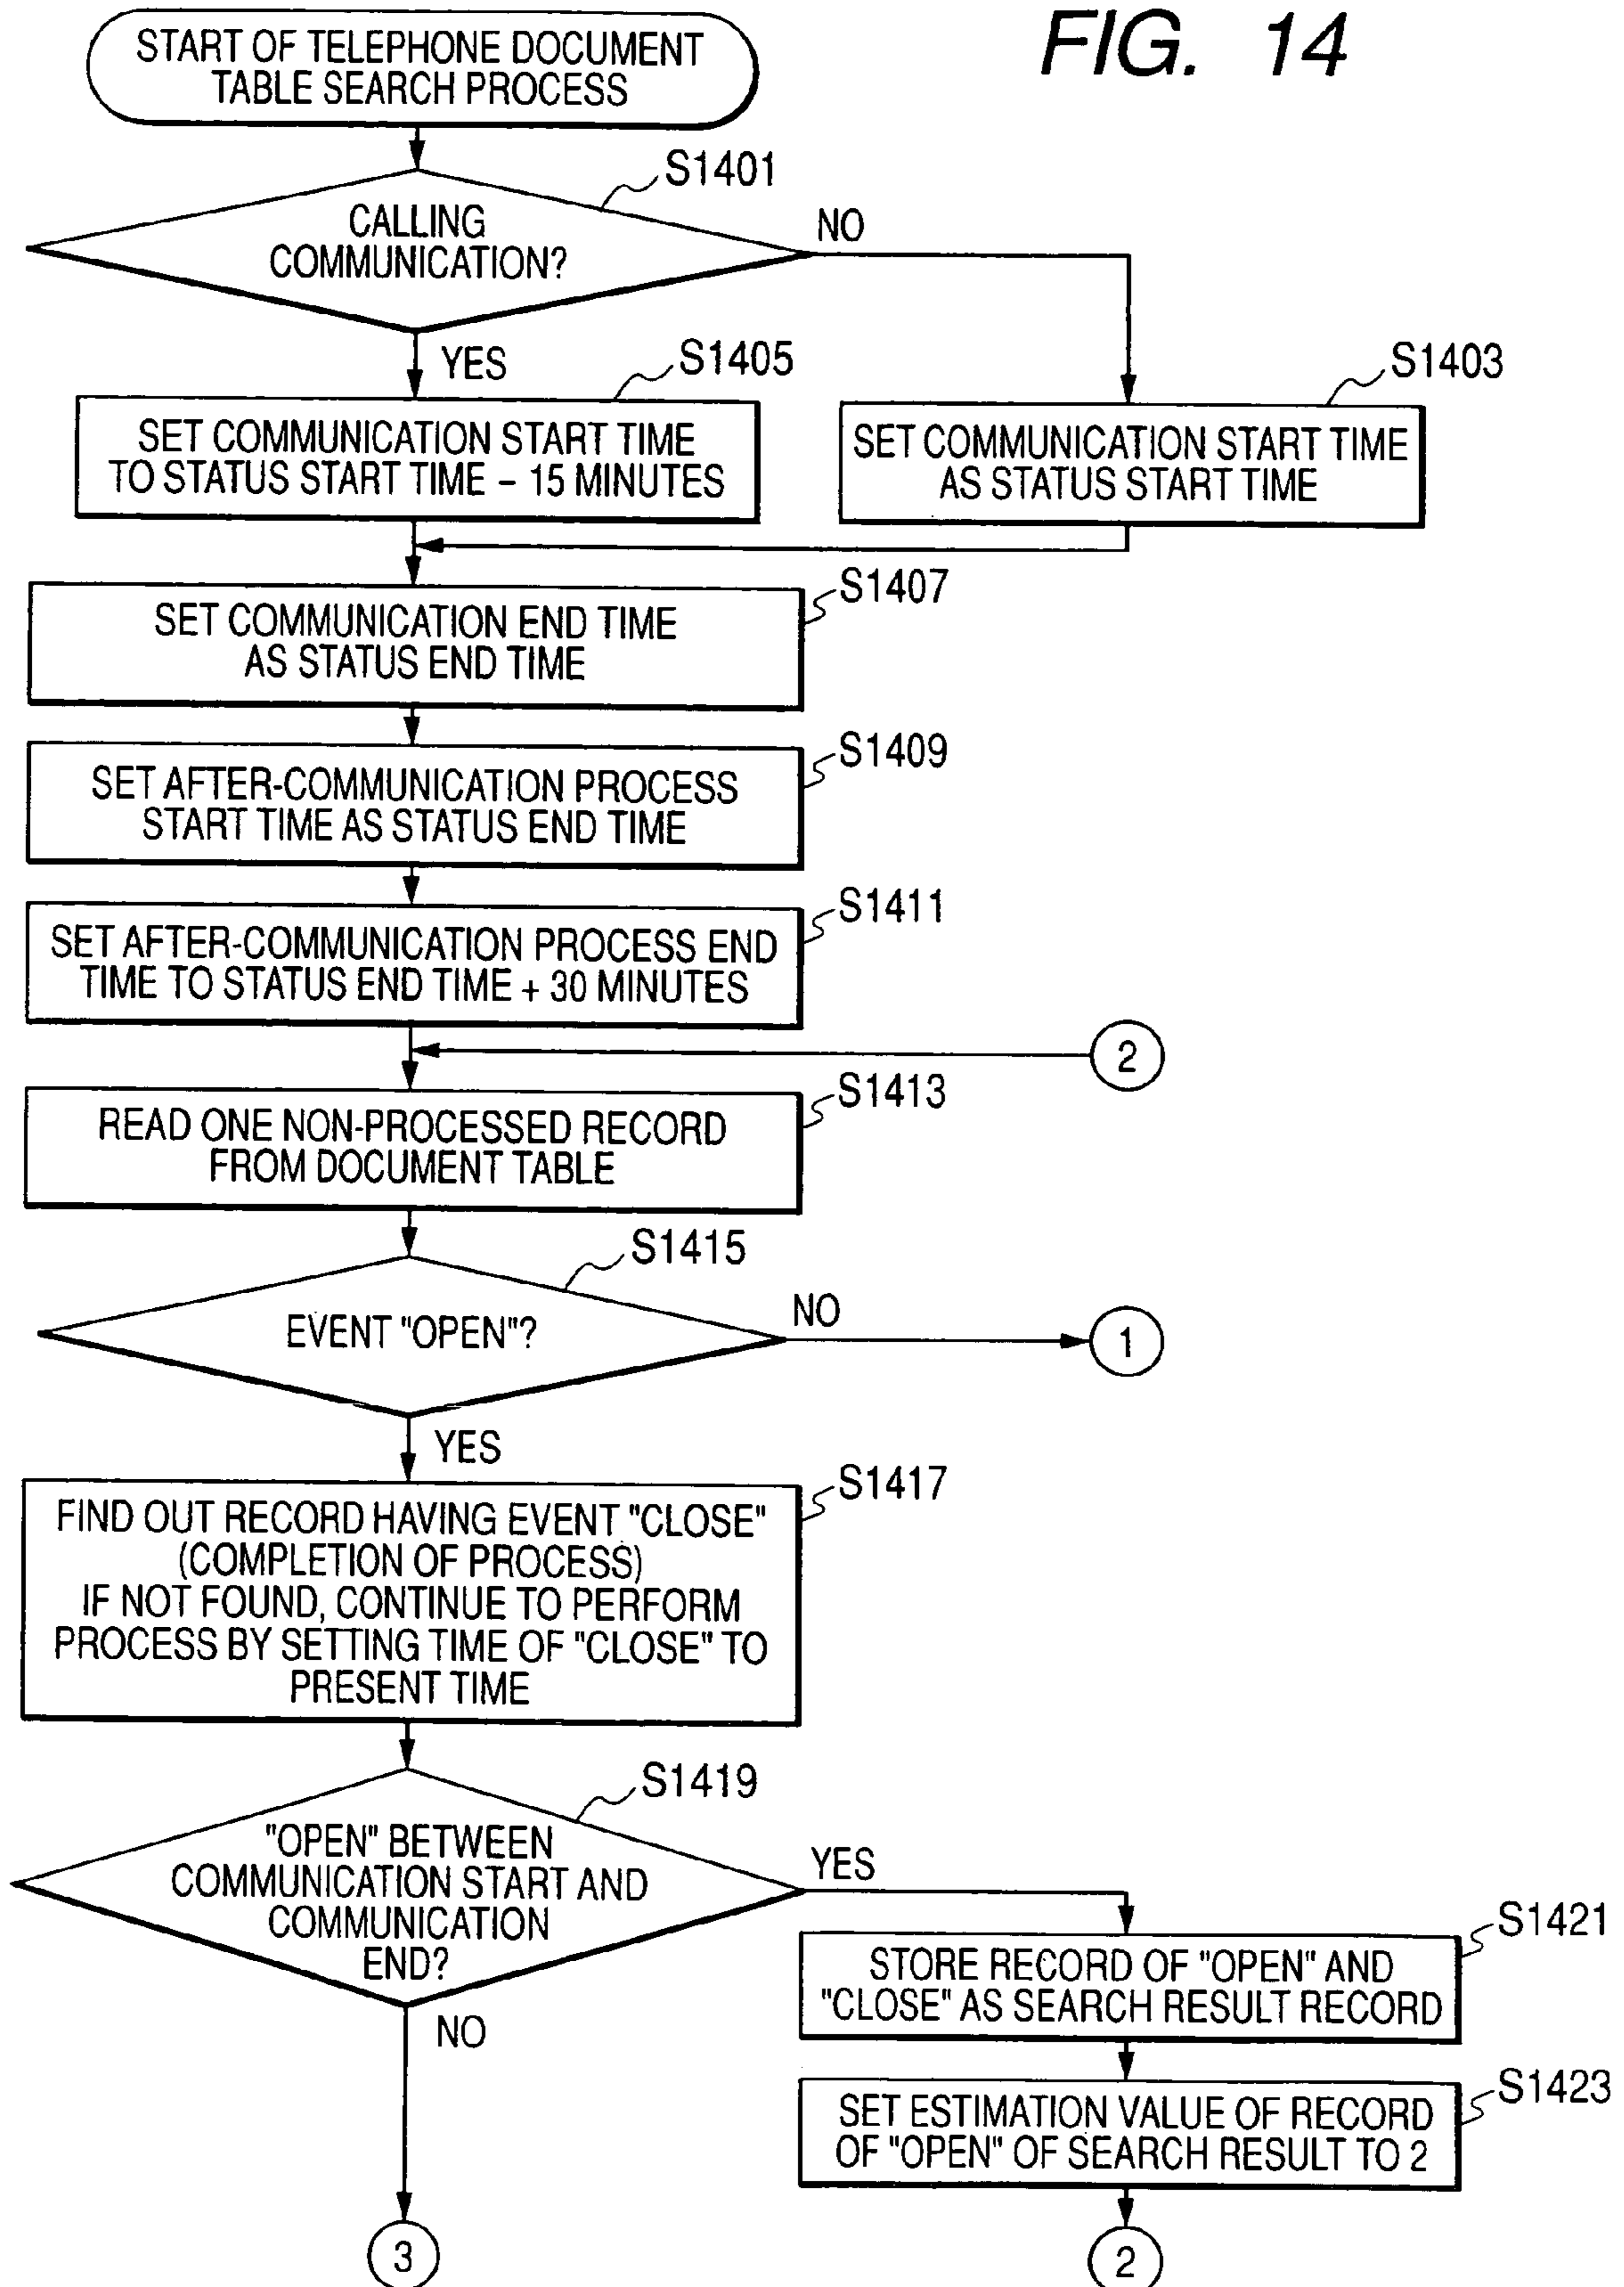 FIG. 14
START OF TELEPHONE DOCUMENT
TABLE SEARCH PROCESS
S1401
CALLING
COMMUNICATION?
NO
YES
S1405
SET COMMUNICATION START TIME
TO STATUS START TIME – 15 MINUTES
S1403
SET COMMUNICATION START TIME
AS STATUS START TIME
S1407
SET COMMUNICATION END TIME
AS STATUS END TIME
S1409
SET AFTER-COMMUNICATION PROCESS
START TIME AS STATUS END TIME
S1411
SET AFTER-COMMUNICATION PROCESS END
TIME TO STATUS END TIME + 30 MINUTES
2
S1413
READ ONE NON-PROCESSED RECORD
FROM DOCUMENT TABLE
S1415
EVENT "OPEN"?
NO
1
YES
S1417
FIND OUT RECORD HAVING EVENT "CLOSE"
(COMPLETION OF PROCESS)
IF NOT FOUND, CONTINUE TO PERFORM
PROCESS BY SETTING TIME OF "CLOSE" TO
PRESENT TIME
S1419
"OPEN" BETWEEN
COMMUNICATION START AND
COMMUNICATION
END?
YES
NO
S1421
STORE RECORD OF "OPEN" AND
"CLOSE" AS SEARCH RESULT RECORD
S1423
SET ESTIMATION VALUE OF RECORD
OF "OPEN" OF SEARCH RESULT TO 2
3
2